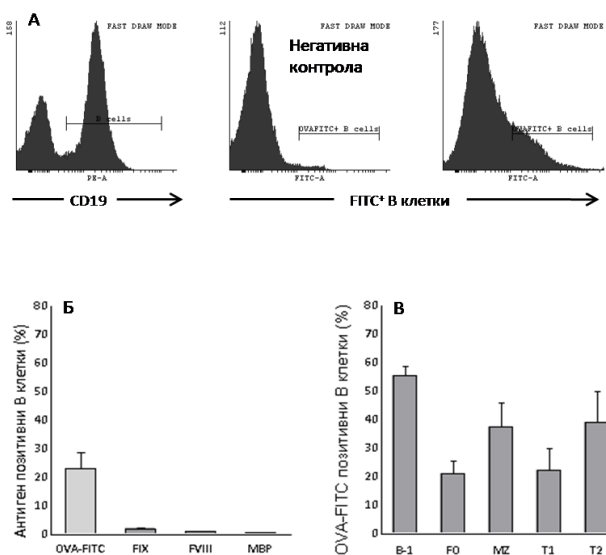 А
158
FAST DRAW MODE
B cells
PE-A
CD19
112
FAST DRAW MODE
Негативна
контрола
OVAFITC+ B cells
FITC-A
177
FAST DRAW MODE
OVAFITC+ B cells
FITC-A
FITC⁺ В клетки
Б
Антиген позитивни В клетки (%)
80
70
60
50
40
30
20
10
0
OVA-FITC FIX FVIII MBP
В
OVA-FITC позитивни В клетки (%)
80
70
60
50
40
30
20
10
0
B-1 FO MZ T1 T2